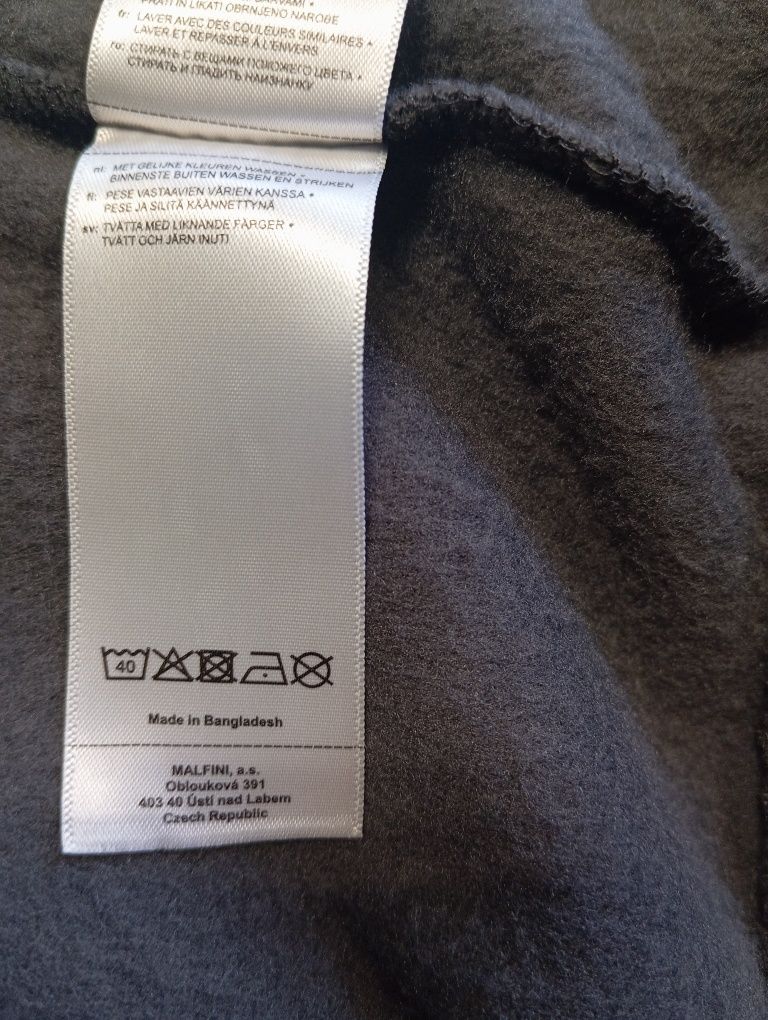 PRATI IN LIKATI OBRNJENO NAROBE
fr: LAVER AVEC DES COULEURS SIMILAIRES •
LAVER ET REPASSER À L'ENVERS
ru: СТИРАТЬ С ВЕЩАМИ ПОХОЖЕГО ЦВЕТА •
СТИРАТЬ И ГЛАДИТЬ НАИЗНАНКУ
nl: MET GELIJKE KLEUREN WASSEN •
BINNENSTE BUITEN WASSEN EN STRIJKEN
fi: PESE VASTAAVIEN VÄRIEN KANSSA •
PESE JA SILITÄ KÄÄNNETTYNÄ
sv: TVÄTTA MED LIKNANDE FÄRGER •
TVÄTT OCH JÄRN INUTI
40
Made in Bangladesh
MALFINI, a.s.
Oblouková 391
403 40 Ústí nad Labem
Czech Republic